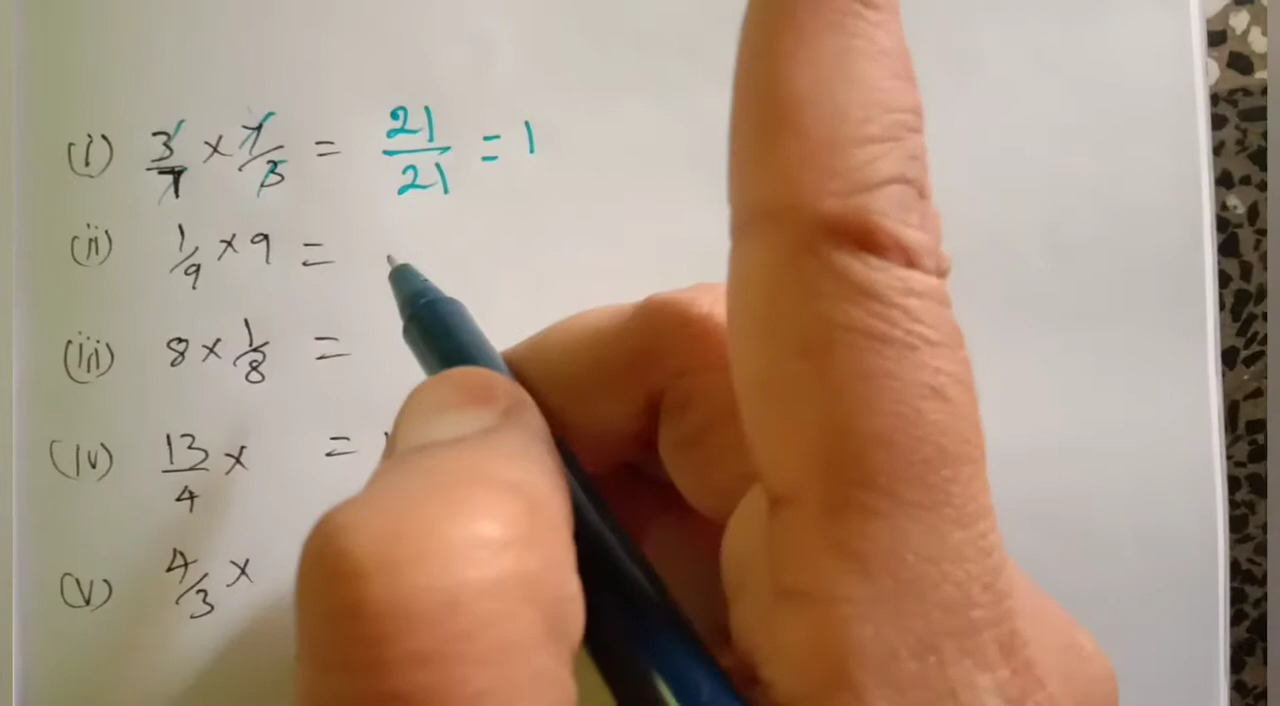 (i) 3/7 × 7/3 = 21/21 = 1
(ii) 1/9 × 9 =
(iii) 8 × 1/8 =
(iv) 13/4 × =
(v) 4/3 ×